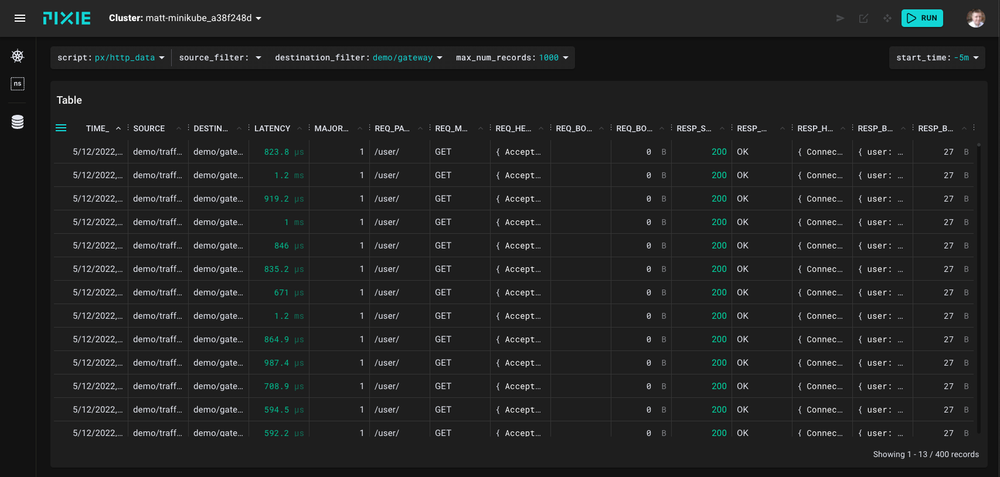 PIXIE Cluster: matt-minikube_a38f248d RUN
script: px/http_data source_filter: destination_filter: demo/gateway max_num_records: 1000 start_time: -5m
ns
Table
TIME_ SOURCE DESTIN... LATENCY MAJOR... REQ_PA... REQ_M... REQ_HE... REQ_BO... REQ_BO... RESP_S... RESP_... RESP_H... RESP_B... RESP_B...
5/12/2022,... demo/traff... demo/gate... 823.8 µs 1 /user/ GET { Accept... 0 B 200 OK { Connec... { user: ... 27 B
5/12/2022,... demo/traff... demo/gate... 1.2 ms 1 /user/ GET { Accept... 0 B 200 OK { Connec... { user: ... 27 B
5/12/2022,... demo/traff... demo/gate... 919.2 µs 1 /user/ GET { Accept... 0 B 200 OK { Connec... { user: ... 27 B
5/12/2022,... demo/traff... demo/gate... 1 ms 1 /user/ GET { Accept... 0 B 200 OK { Connec... { user: ... 27 B
5/12/2022,... demo/traff... demo/gate... 846 µs 1 /user/ GET { Accept... 0 B 200 OK { Connec... { user: ... 27 B
5/12/2022,... demo/traff... demo/gate... 835.2 µs 1 /user/ GET { Accept... 0 B 200 OK { Connec... { user: ... 27 B
5/12/2022,... demo/traff... demo/gate... 671 µs 1 /user/ GET { Accept... 0 B 200 OK { Connec... { user: ... 27 B
5/12/2022,... demo/traff... demo/gate... 1.2 ms 1 /user/ GET { Accept... 0 B 200 OK { Connec... { user: ... 27 B
5/12/2022,... demo/traff... demo/gate... 864.9 µs 1 /user/ GET { Accept... 0 B 200 OK { Connec... { user: ... 27 B
5/12/2022,... demo/traff... demo/gate... 987.4 µs 1 /user/ GET { Accept... 0 B 200 OK { Connec... { user: ... 27 B
5/12/2022,... demo/traff... demo/gate... 708.9 µs 1 /user/ GET { Accept... 0 B 200 OK { Connec... { user: ... 27 B
5/12/2022,... demo/traff... demo/gate... 594.5 µs 1 /user/ GET { Accept... 0 B 200 OK { Connec... { user: ... 27 B
5/12/2022,... demo/traff... demo/gate... 592.2 µs 1 /user/ GET { Accept... 0 B 200 OK { Connec... { user: ... 27 B
Showing 1 - 13 / 400 records